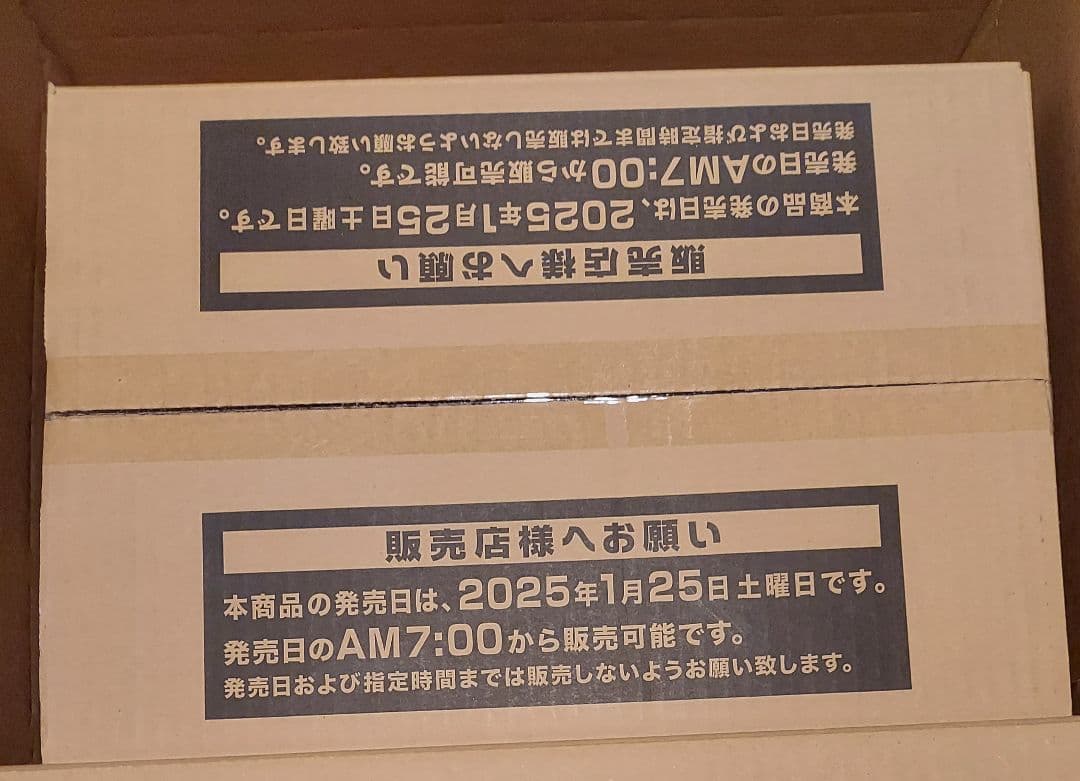 販売店様へお願い
本商品の発売日は、2025年1月25日土曜日です。
発売日のAM7:00から販売可能です。
発売日および指定時間までは販売しないようお願い致します。
販売店様へお願い
本商品の発売日は、2025年1月25日土曜日です。
発売日のAM7:00から販売可能です。
発売日および指定時間までは販売しないようお願い致します。